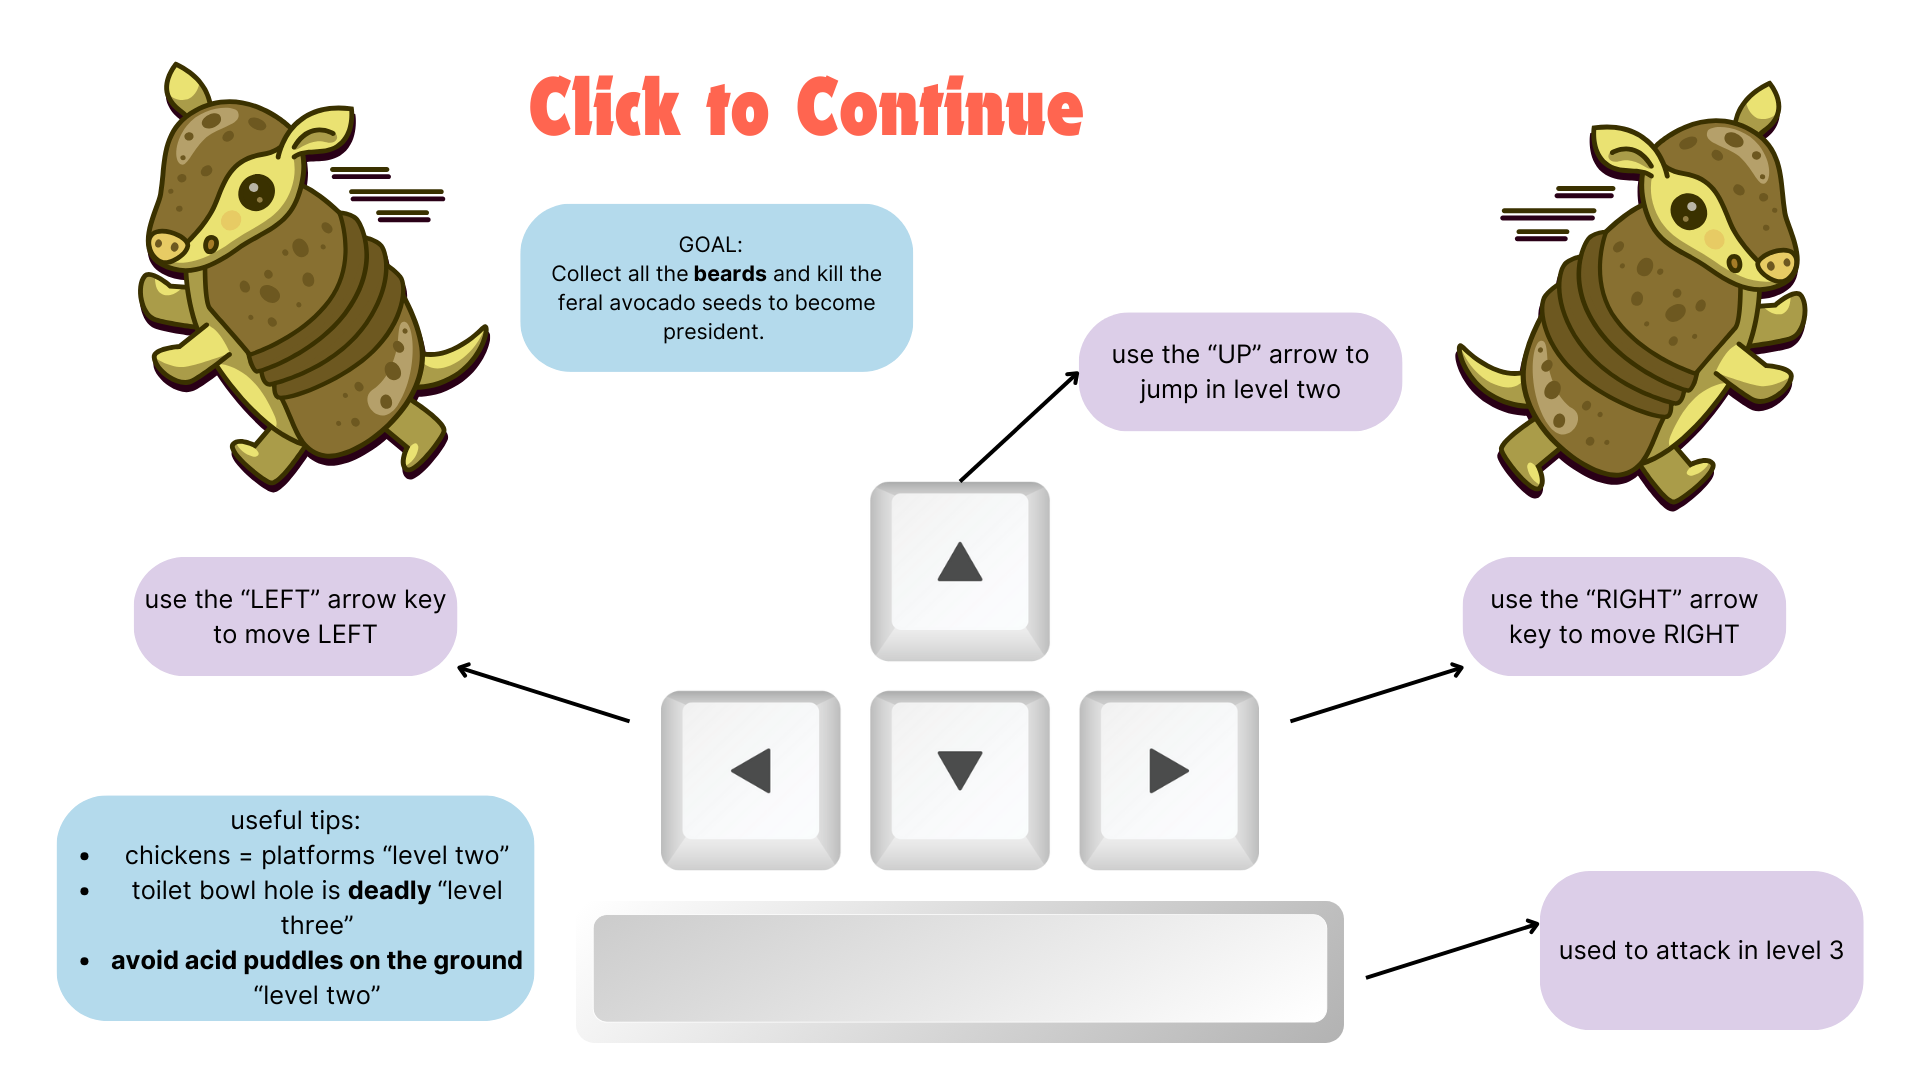 Click to Continue
GOAL:
Collect all the beards and kill the
feral avocado seeds to become
president.
use the “UP” arrow to
jump in level two
use the “LEFT” arrow key
to move LEFT
use the “RIGHT” arrow
key to move RIGHT
useful tips:
• chickens = platforms “level two”
• toilet bowl hole is deadly “level
three”
• avoid acid puddles on the ground
“level two”
used to attack in level 3